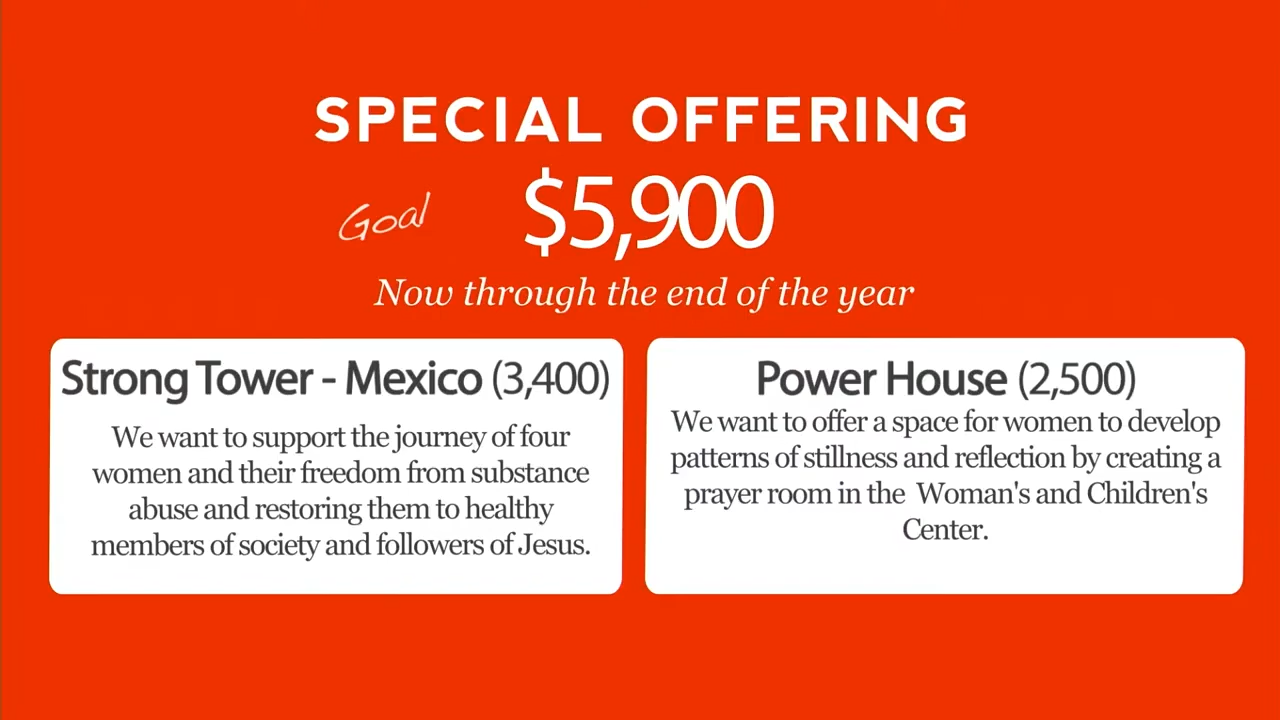 SPECIAL OFFERING
Goal $5,900
Now through the end of the year
Strong Tower - Mexico (3,400)
We want to support the journey of four
women and their freedom from substance
abuse and restoring them to healthy
members of society and followers of Jesus.
Power House (2,500)
We want to offer a space for women to develop
patterns of stillness and reflection by creating a
prayer room in the  Woman's and Children's
Center.